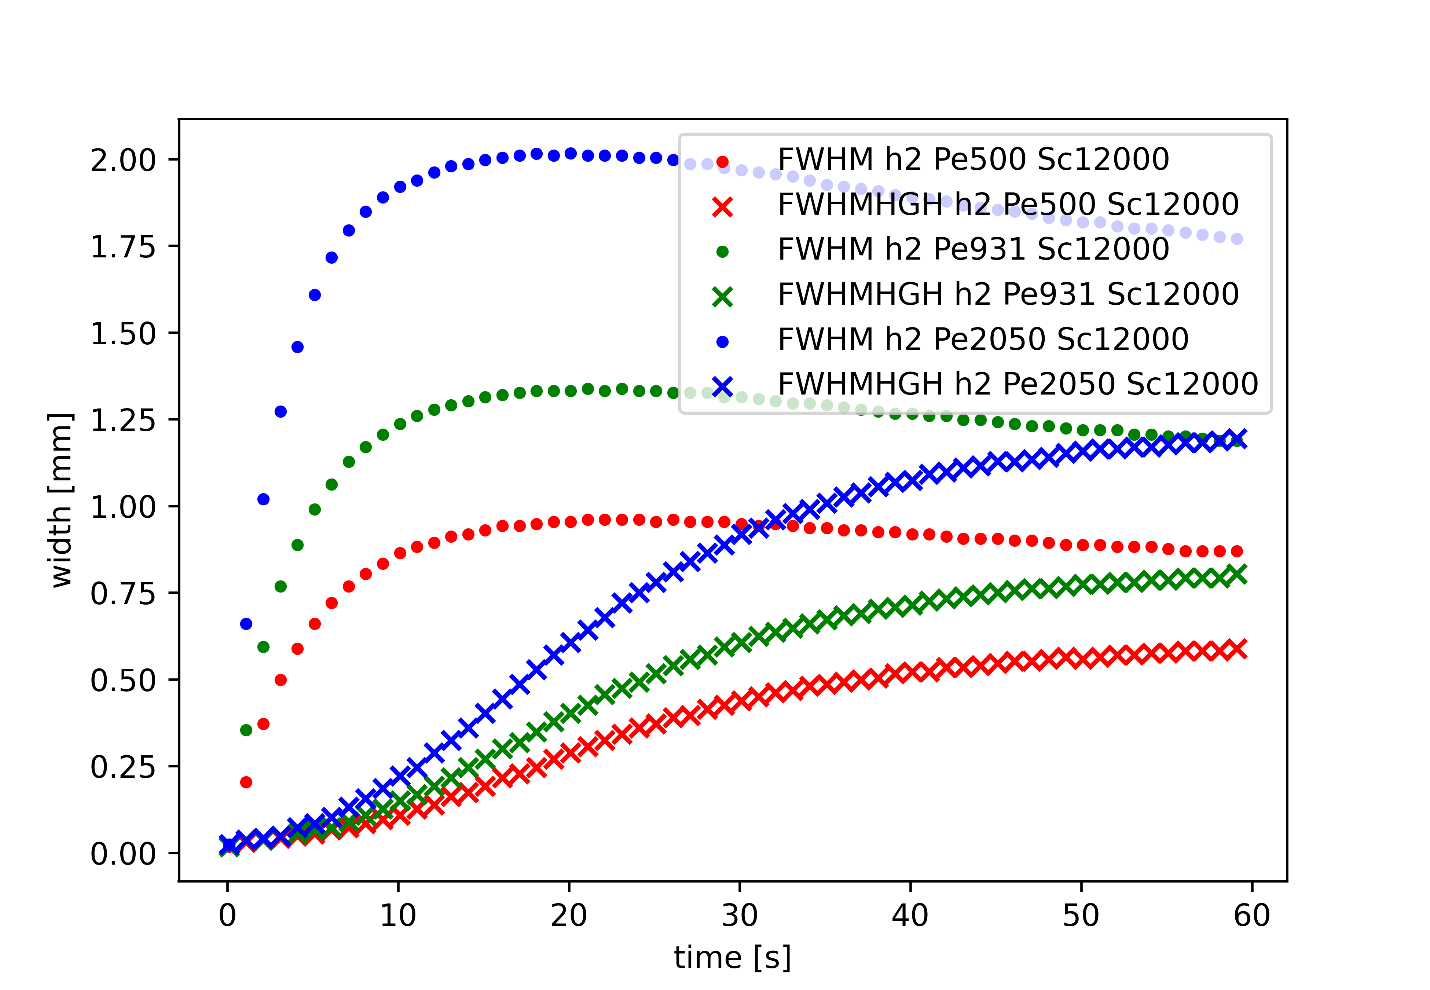 FWHM h2 Pe500 Sc12000
FWHMHGH h2 Pe500 Sc12000
FWHM h2 Pe931 Sc12000
FWHMHGH h2 Pe931 Sc12000
FWHM h2 Pe2050 Sc12000
FWHMHGH h2 Pe2050 Sc12000
2.00
1.75
1.50
1.25
1.00
0.75
0.50
0.25
0.00
width [mm]
0 10 20 30 40 50 60
time [s]